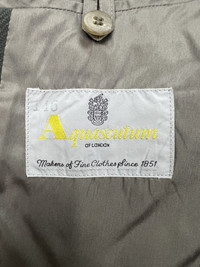 Aquascutum
OF LONDON
Makers of Fine Clothes Since 1851